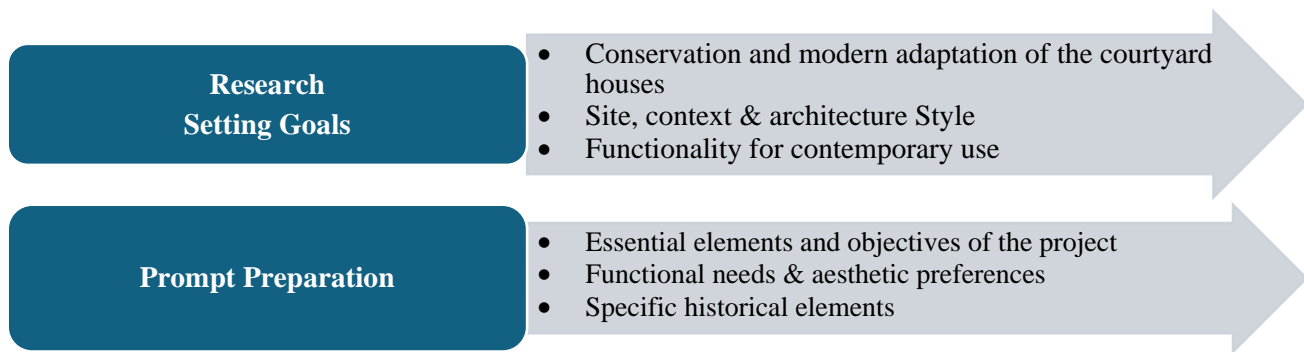 Research
Setting Goals
• Conservation and modern adaptation of the courtyard
houses
• Site, context & architecture Style
• Functionality for contemporary use
Prompt Preparation
• Essential elements and objectives of the project
• Functional needs & aesthetic preferences
• Specific historical elements